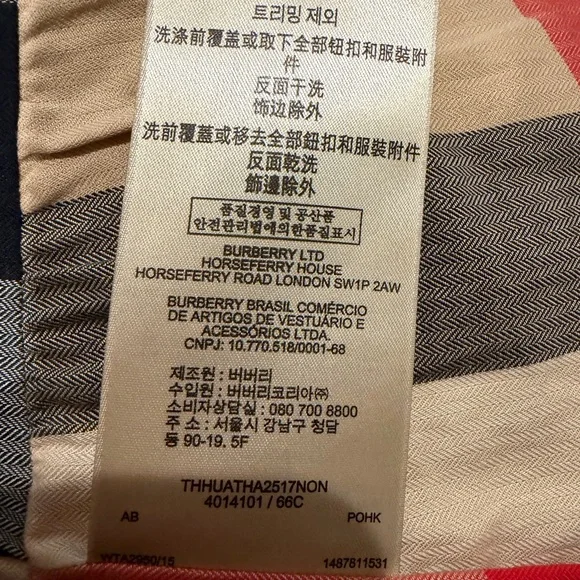 트리밍 제외
洗涤前覆盖或取下全部鈕扣和服裝附
件
反面干洗
饰边除外
洗前覆蓋或移去全部鈕扣和服裝附件
反面乾洗
飾邊除外
품질경영 및 공산품
안전관리법에의한품질표시
BURBERRY LTD
HORSEFERRY HOUSE
HORSEFERRY ROAD LONDON SW1P 2AW
BURBERRY BRASIL COMÉRCIO
DE ARTIGOS DE VESTUÁRIO E
ACESSÓRIOS LTDA.
CNPJ: 10.770.518/0001-68
제조원 : 버버리
수입원 : 버버리코리아㈜
소비자상담실 : 080 700 8800
주 소 : 서울시 강남구 청담
동 90-19. 5F
THHUATHA2517NON
4014101 / 66C
AB POHK
WTA2950/15 1487811531